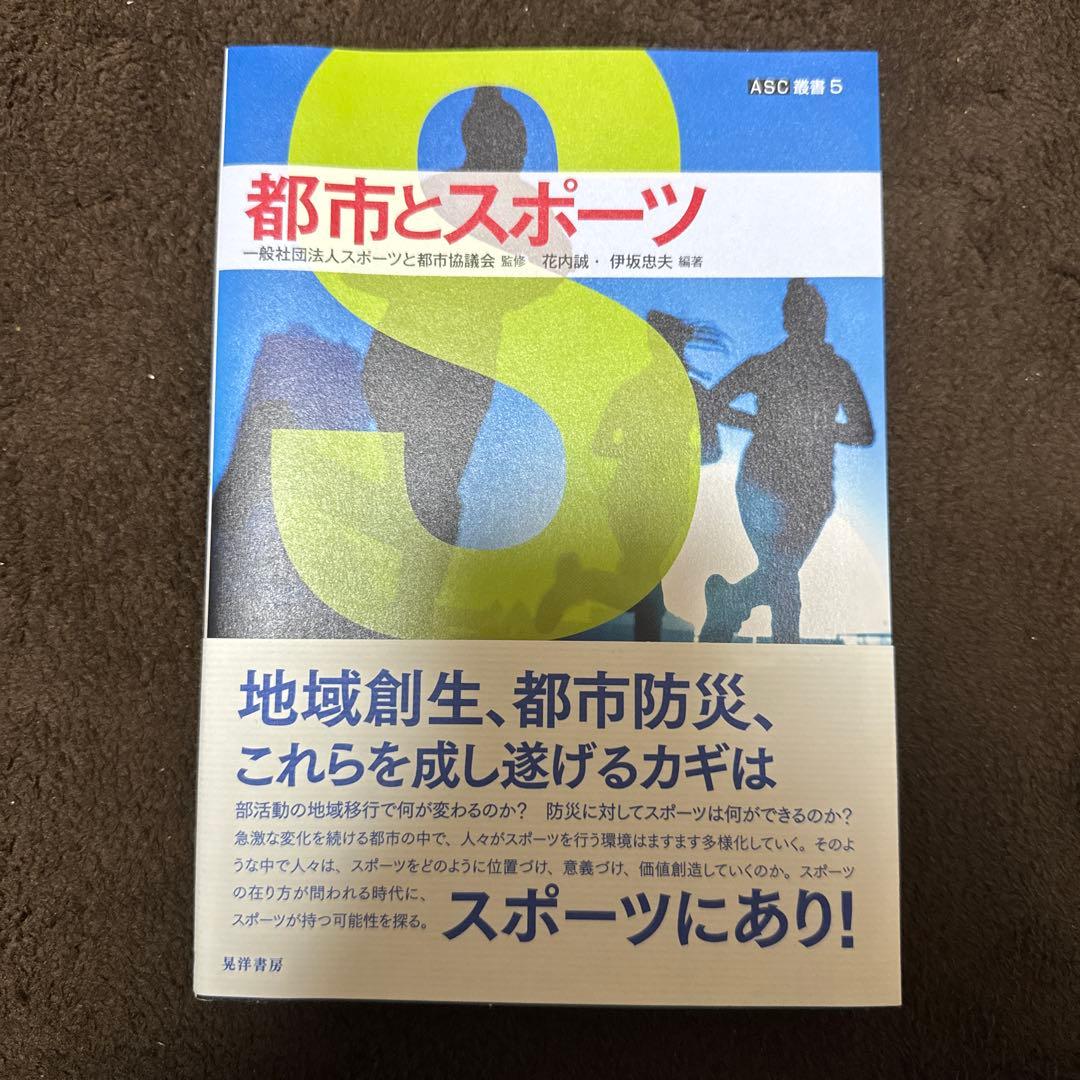 ASC 叢書 5
S
都市とスポーツ
一般社団法人スポーツと都市協議会 監修 花内誠・伊坂忠夫 編著
地域創生、都市防災、
これらを成し遂げるカギは
部活動の地域移行で何が変わるのか? 防災に対してスポーツは何ができるのか?
急激な変化を続ける都市の中で、人々がスポーツを行う環境はますます多様化していく。そのよ
うな中で人々は、スポーツをどのように位置づけ、意義づけ、価値創造していくのか。スポーツ
の在り方が問われる時代に、
スポーツが持つ可能性を探る。
スポーツにあり!
晃洋書房